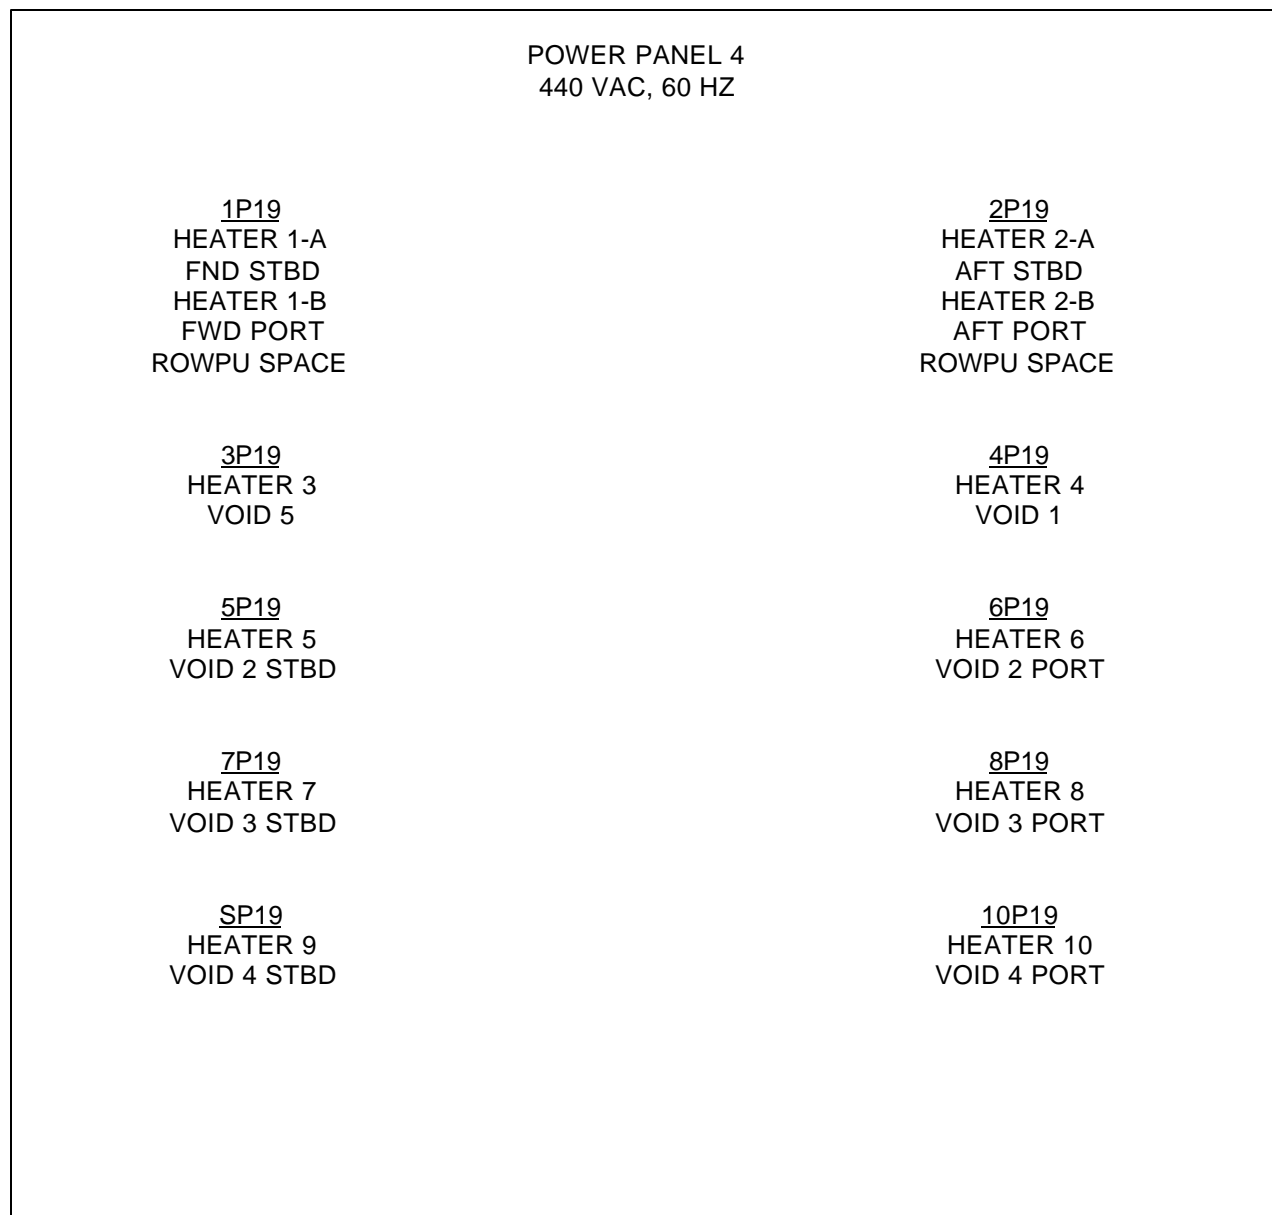 POWER PANEL 4
440 VAC, 60 HZ
1P19
HEATER 1-A
FND STBD
HEATER 1-B
FWD PORT
ROWPU SPACE
2P19
HEATER 2-A
AFT STBD
HEATER 2-B
AFT PORT
ROWPU SPACE
3P19
HEATER 3
VOID 5
4P19
HEATER 4
VOID 1
5P19
HEATER 5
VOID 2 STBD
6P19
HEATER 6
VOID 2 PORT
7P19
HEATER 7
VOID 3 STBD
8P19
HEATER 8
VOID 3 PORT
SP19
HEATER 9
VOID 4 STBD
10P19
HEATER 10
VOID 4 PORT